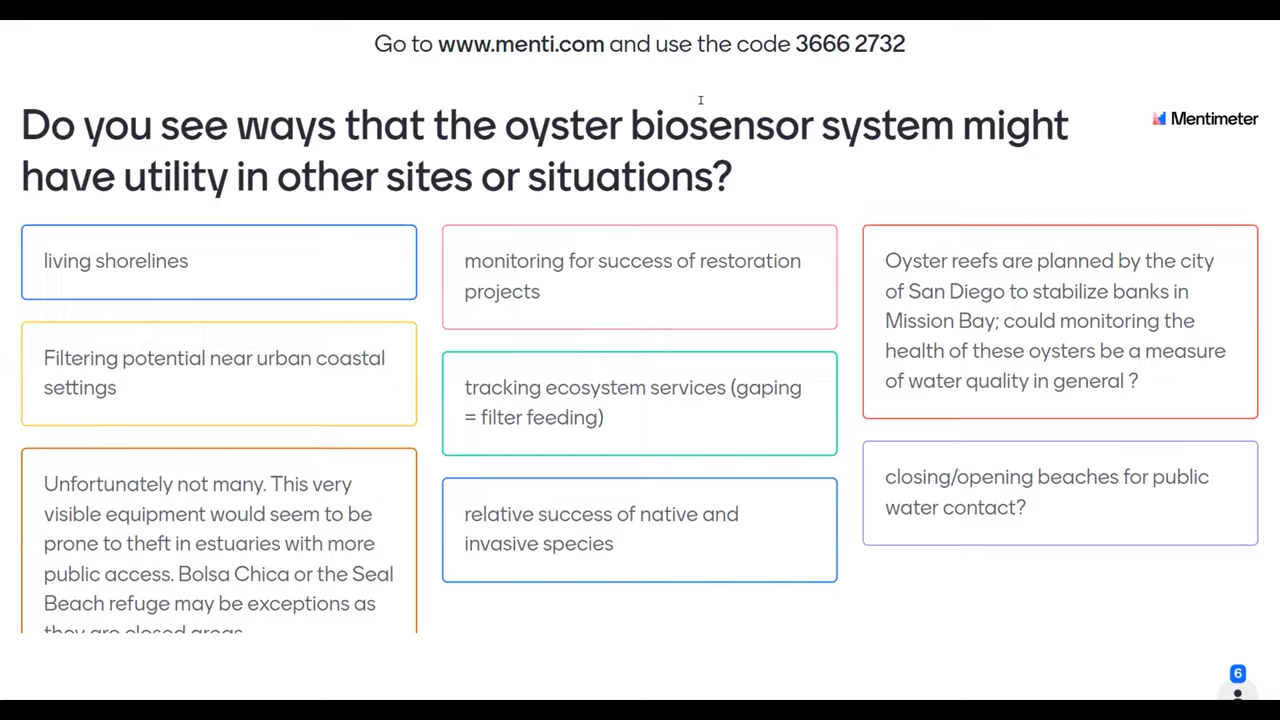 Go to www.menti.com and use the code 3666 2732
Do you see ways that the oyster biosensor system might
have utility in other sites or situations?
Mentimeter
living shorelines
Filtering potential near urban coastal
settings
Unfortunately not many. This very
visible equipment would seem to be
prone to theft in estuaries with more
public access. Bolsa Chica or the Seal
Beach refuge may be exceptions as
they are closed areas
monitoring for success of restoration
projects
tracking ecosystem services (gaping
= filter feeding)
relative success of native and
invasive species
Oyster reefs are planned by the city
of San Diego to stabilize banks in
Mission Bay; could monitoring the
health of these oysters be a measure
of water quality in general ?
closing/opening beaches for public
water contact?
6